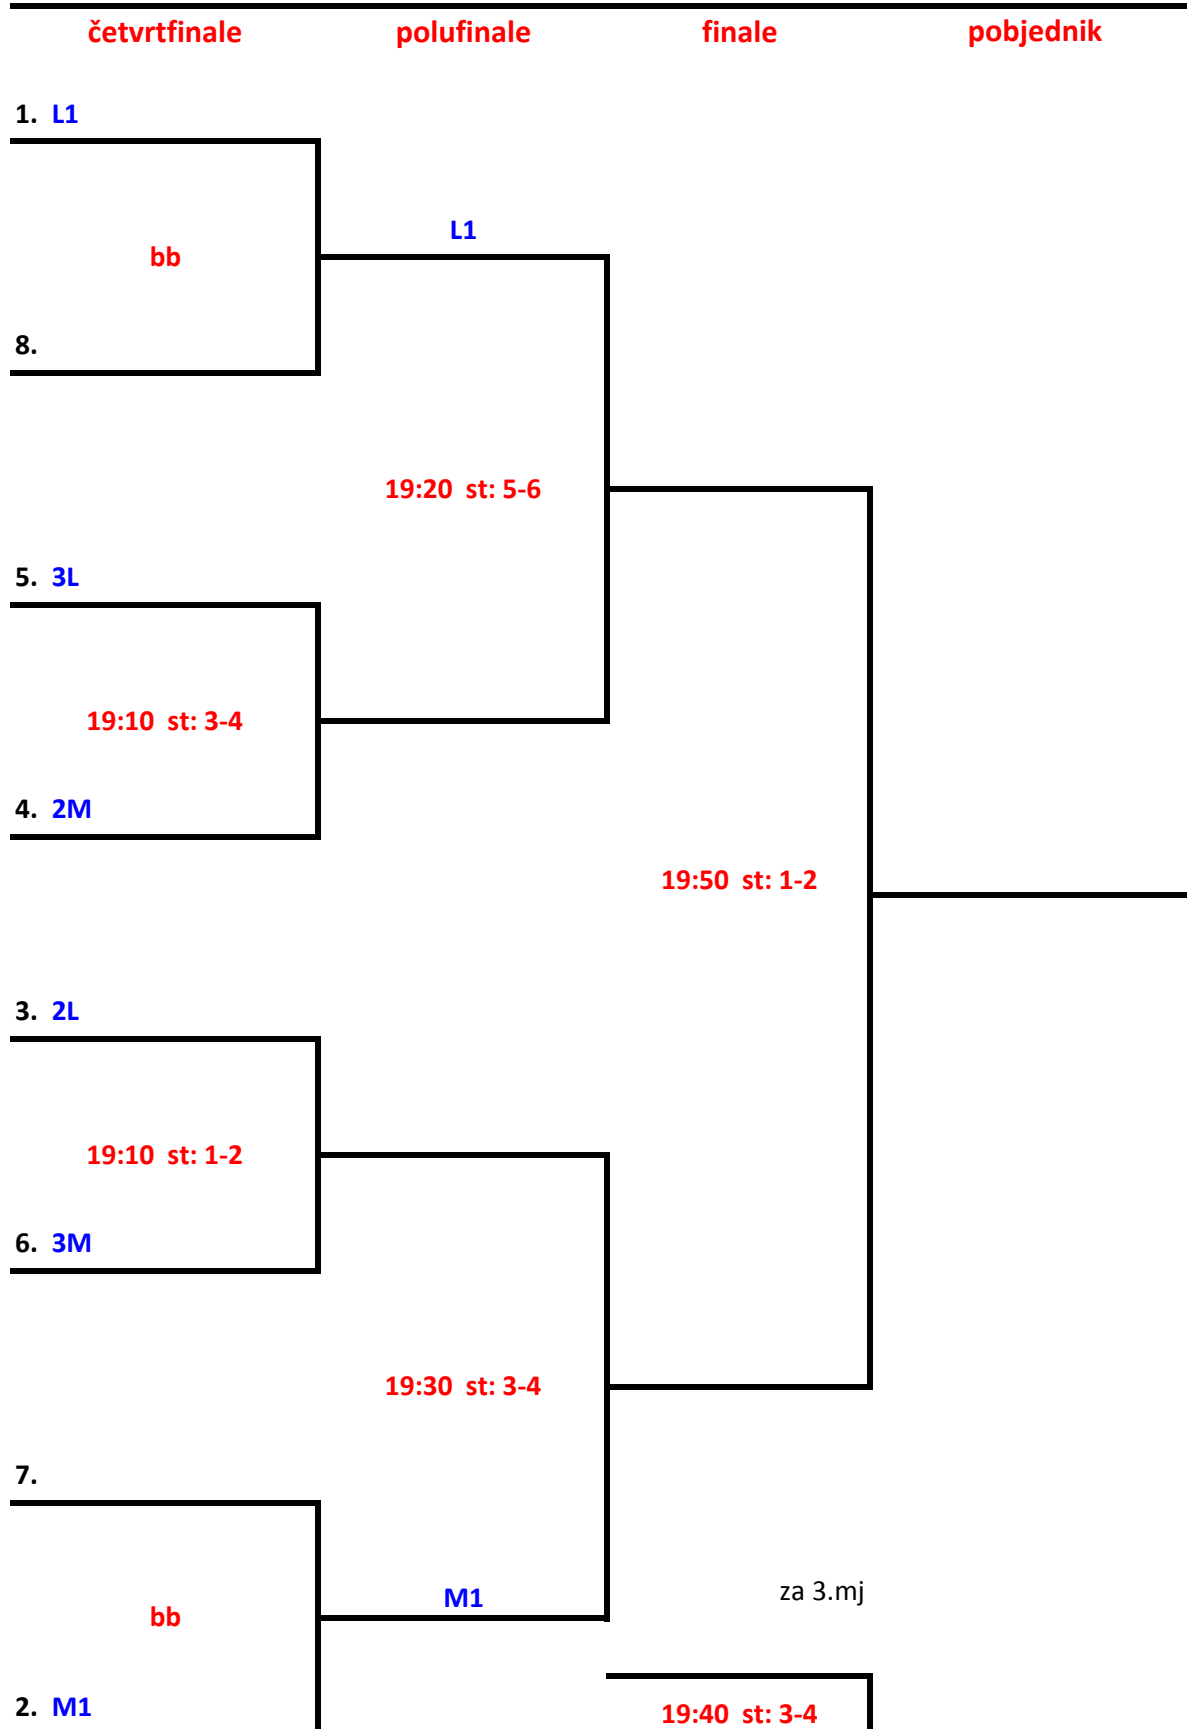 četvrtfinale polufinale finale pobjednik
1. L1
L1
bb
8.
19:20 st: 5-6
5. 3L
19:10 st: 3-4
4. 2M
19:50 st: 1-2
3. 2L
19:10 st: 1-2
6. 3M
19:30 st: 3-4
7.
za 3.mj
M1
bb
2. M1
19:40 st: 3-4